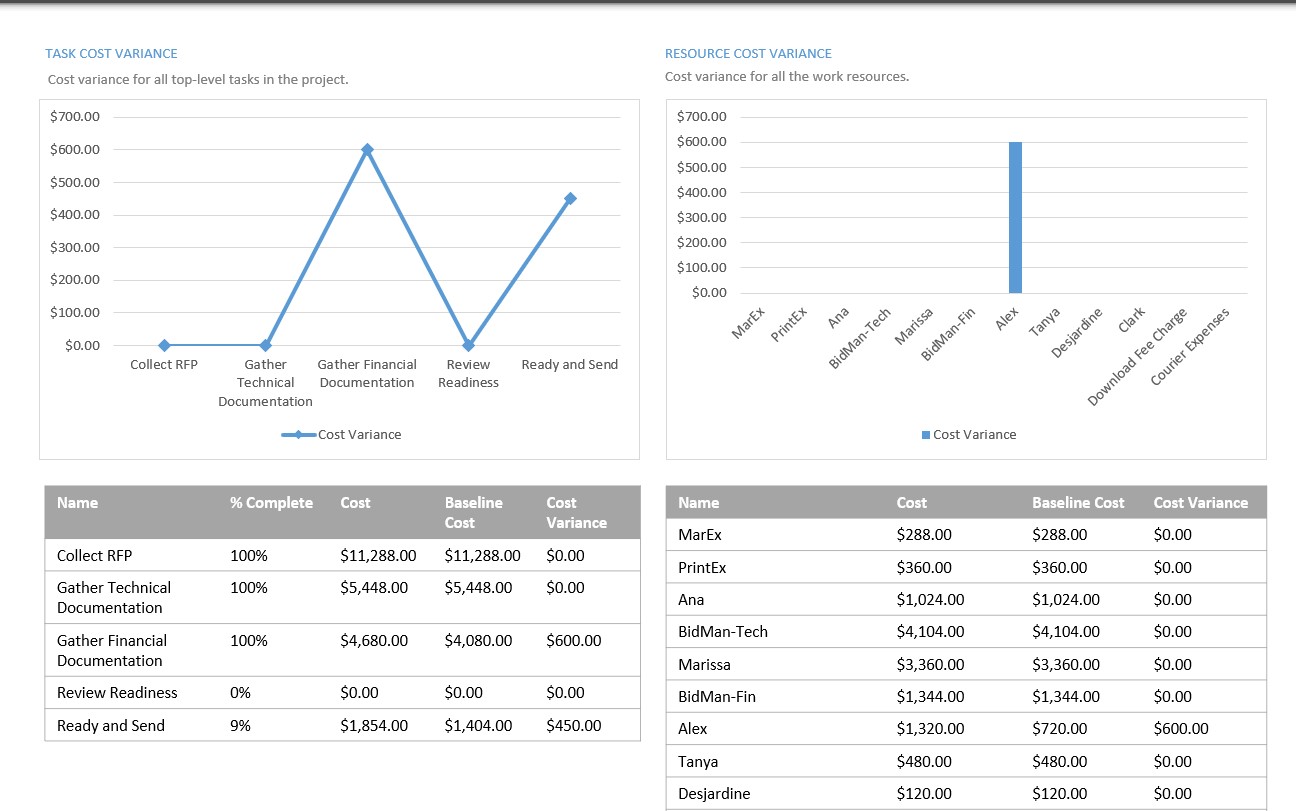 TASK COST VARIANCE
Cost variance for all top-level tasks in the project.
$700.00
$600.00
$500.00
$400.00
$300.00
$200.00
$100.00
$0.00
Collect RFP
Gather
Technical
Documentation
Gather Financial
Documentation
Review
Readiness
Ready and Send
Cost Variance
Name % Complete Cost Baseline Cost Cost Variance
Collect RFP 100% $11,288.00 $11,288.00 $0.00
Gather Technical 100% $5,448.00 $5,448.00 $0.00
Documentation
Gather Financial 100% $4,680.00 $4,080.00 $600.00
Documentation
Review Readiness 0% $0.00 $0.00 $0.00
Ready and Send 9% $1,854.00 $1,404.00 $450.00
RESOURCE COST VARIANCE
Cost variance for all the work resources.
$700.00
$600.00
$500.00
$400.00
$300.00
$200.00
$100.00
$0.00
MarEx
PrintEx
Ana
BidMan-Tech
Marissa
BidMan-Fin
Alex
Tanya
Desjardine
Clark
Download Fee Charge
Courier Expenses
Cost Variance
Name Cost Baseline Cost Cost Variance
MarEx $288.00 $288.00 $0.00
PrintEx $360.00 $360.00 $0.00
Ana $1,024.00 $1,024.00 $0.00
BidMan-Tech $4,104.00 $4,104.00 $0.00
Marissa $3,360.00 $3,360.00 $0.00
BidMan-Fin $1,344.00 $1,344.00 $0.00
Alex $1,320.00 $720.00 $600.00
Tanya $480.00 $480.00 $0.00
Desjardine $120.00 $120.00 $0.00